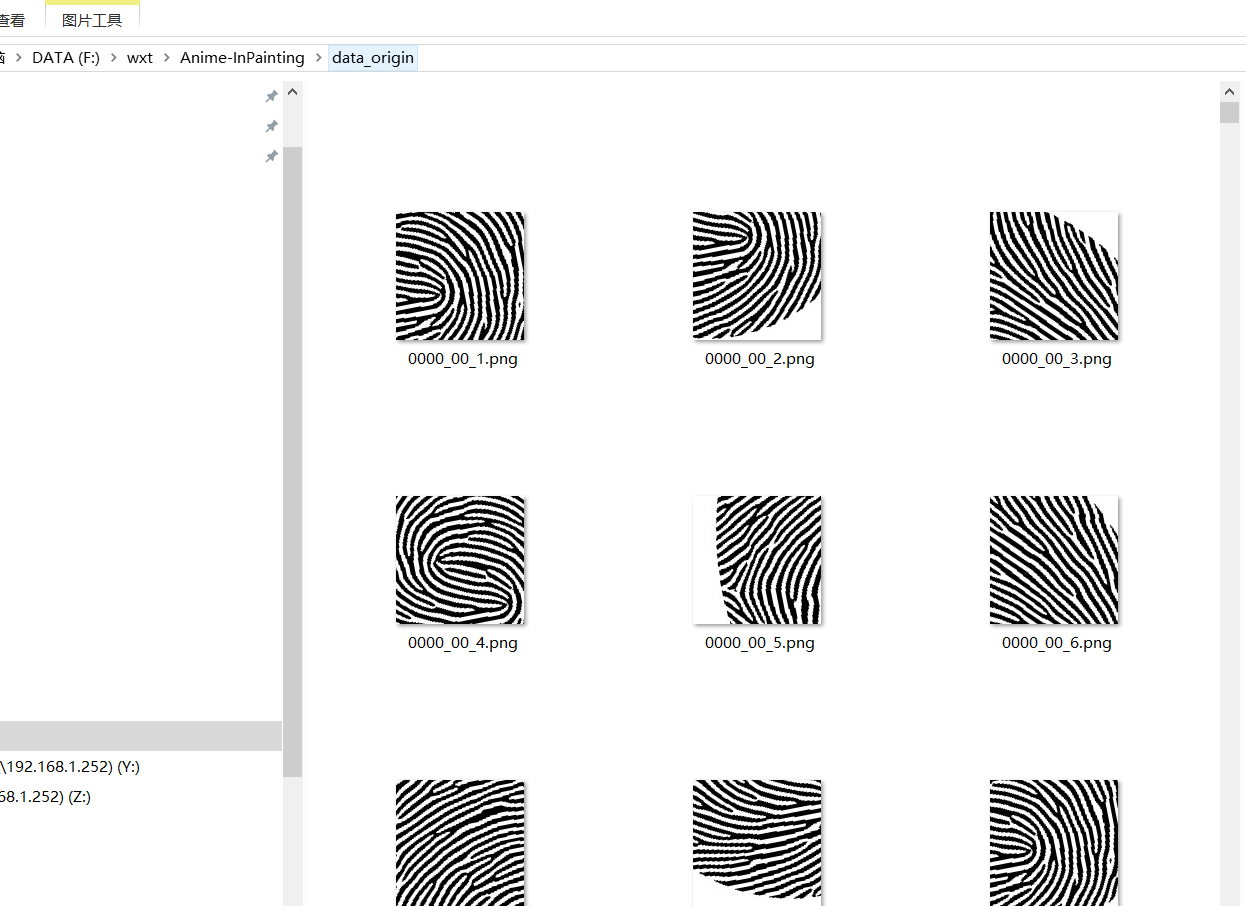 查看 图片工具
DATA (F:) > wxt > Anime-InPainting > data_origin
0000_00_1.png 0000_00_2.png 0000_00_3.png
0000_00_4.png 0000_00_5.png 0000_00_6.png
\192.168.1.252) (Y:)
68.1.252) (Z:)